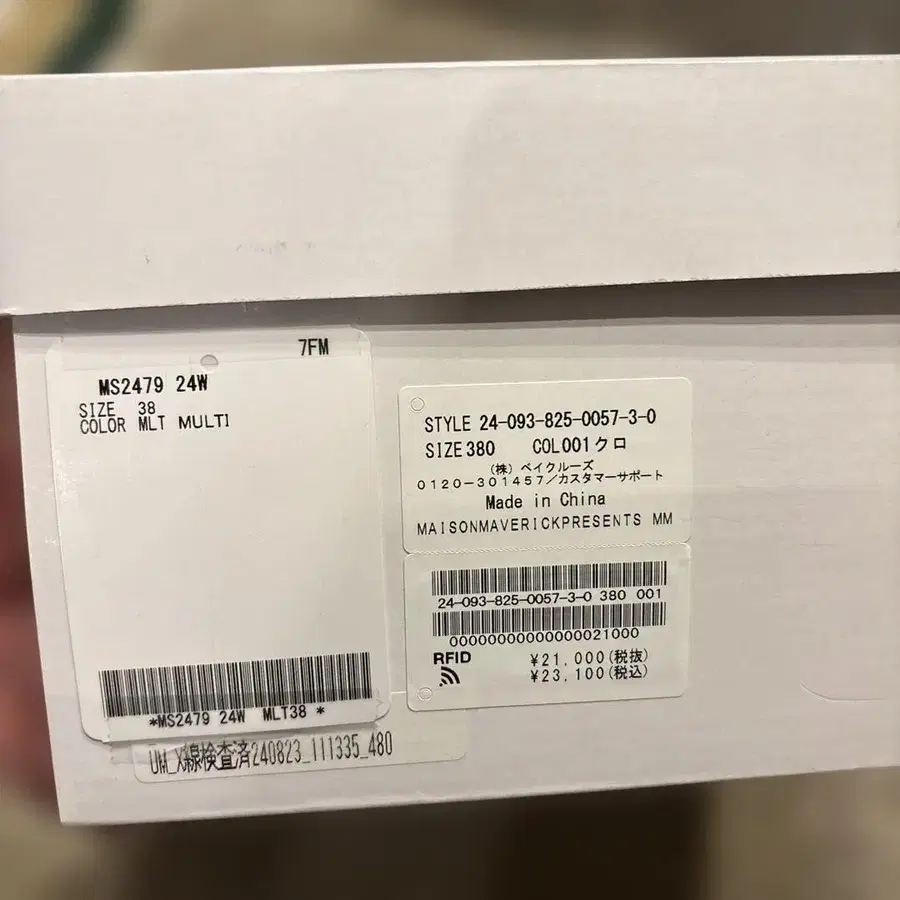 7FM
MS2479 24W
SIZE 38
COLOR MLT MULTI
*MS2479 24W MLT38 *
UM_X線検査済240823_111335_480
STYLE 24-093-825-0057-3-0
SIZE 380 COL001クロ
(株) ベイクルーズ
0120-301457/カスタマーサポート
Made in China
MAISONMAVERICKPRESENTS MM
24-093-825-0057-3-0 380 001
00000000000000021000
RFID
¥21,000(税抜)
¥23,100(税込)